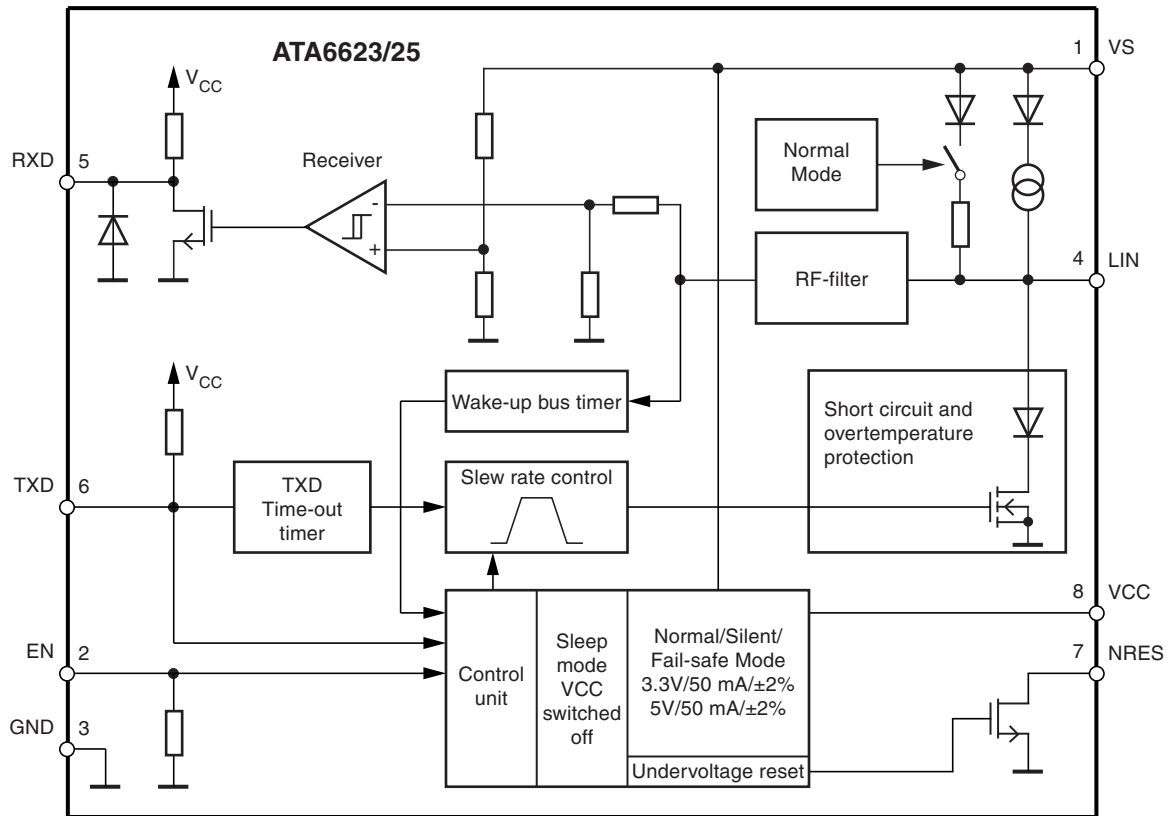 ATA6623/25
1 VS
VCC
RXD 5
Receiver
Normal
Mode
-
+
4 LIN
RF-filter
VCC
Wake-up bus timer
Short circuit and
overtemperature
protection
TXD 6
TXD
Time-out
timer
Slew rate control
8 VCC
EN 2
Control
unit
Sleep
mode
VCC
switched
off
Normal/Silent/
Fail-safe Mode
3.3V/50 mA/±2%
5V/50 mA/±2%
7 NRES
GND 3
Undervoltage reset